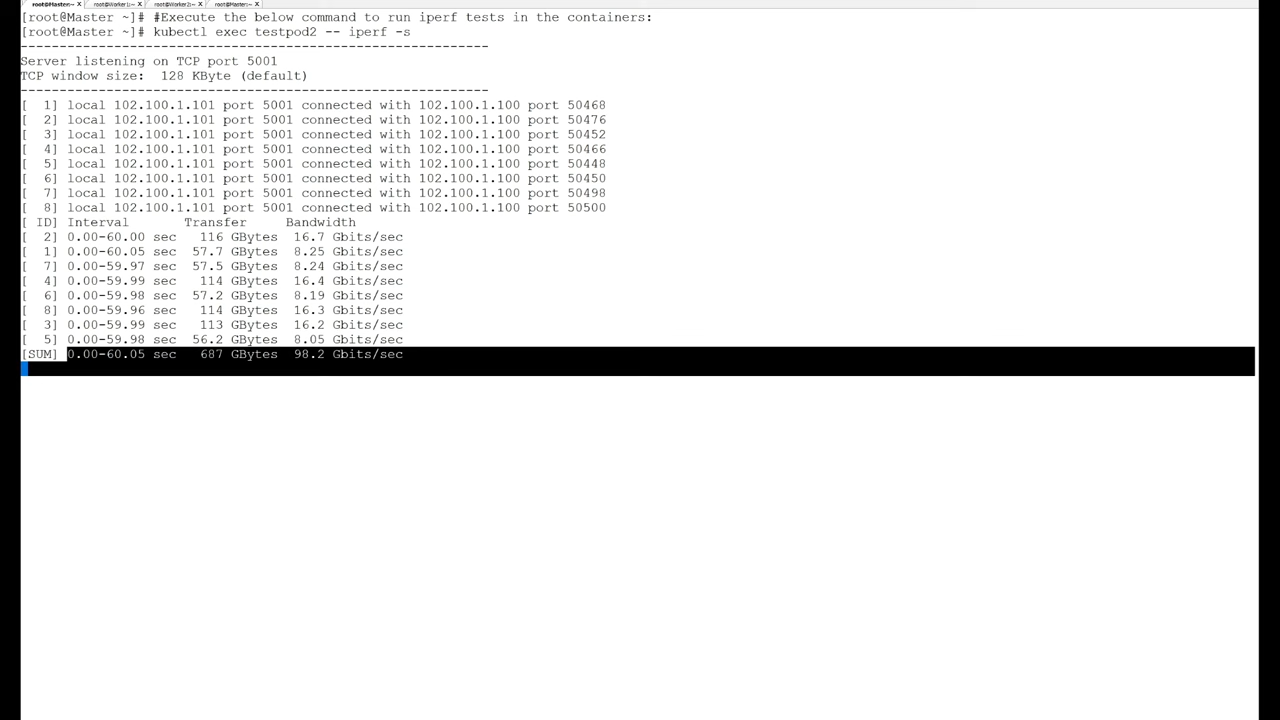 root@Master:~ X root@Worker1:~ X root@Worker2:~ X root@Master:~ X
[root@Master ~]# #Execute the below command to run iperf tests in the containers:
[root@Master ~]# kubectl exec testpod2 -- iperf -s
------------------------------------------------------------
Server listening on TCP port 5001
TCP window size:  128 KByte (default)
------------------------------------------------------------
[  1] local 102.100.1.101 port 5001 connected with 102.100.1.100 port 50468
[  2] local 102.100.1.101 port 5001 connected with 102.100.1.100 port 50476
[  3] local 102.100.1.101 port 5001 connected with 102.100.1.100 port 50452
[  4] local 102.100.1.101 port 5001 connected with 102.100.1.100 port 50466
[  5] local 102.100.1.101 port 5001 connected with 102.100.1.100 port 50448
[  6] local 102.100.1.101 port 5001 connected with 102.100.1.100 port 50450
[  7] local 102.100.1.101 port 5001 connected with 102.100.1.100 port 50498
[  8] local 102.100.1.101 port 5001 connected with 102.100.1.100 port 50500
[ ID] Interval       Transfer     Bandwidth
[  2] 0.00-60.00 sec   116 GBytes  16.7 Gbits/sec
[  1] 0.00-60.05 sec  57.7 GBytes  8.25 Gbits/sec
[  7] 0.00-59.97 sec  57.5 GBytes  8.24 Gbits/sec
[  4] 0.00-59.99 sec   114 GBytes  16.4 Gbits/sec
[  6] 0.00-59.98 sec  57.2 GBytes  8.19 Gbits/sec
[  8] 0.00-59.96 sec   114 GBytes  16.3 Gbits/sec
[  3] 0.00-59.99 sec   113 GBytes  16.2 Gbits/sec
[  5] 0.00-59.98 sec  56.2 GBytes  8.05 Gbits/sec
[SUM] 0.00-60.05 sec   687 GBytes  98.2 Gbits/sec